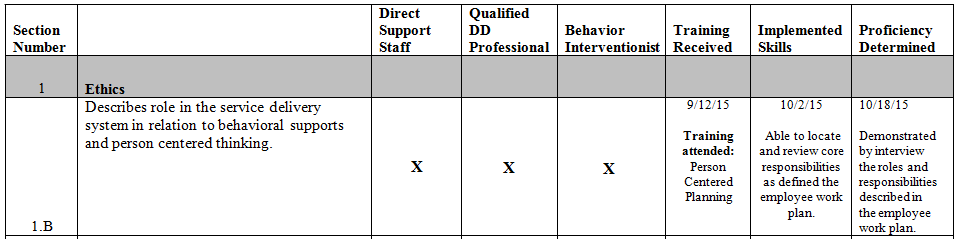 Section Number
Direct Support Staff
Qualified DD Professional
Behavior Interventionist
Training Received
Implemented Skills
Proficiency Determined
1
Ethics
1.B
Describes role in the service delivery
system in relation to behavioral supports
and person centered thinking.
X
X
X
9/12/15
Training
attended:
Person
Centered
Planning
10/2/15
Able to locate
and review core
responsibilities
as defined the
employee work
plan.
10/18/15
Demonstrated
by interview
the roles and
responsibilities
described in
the employee
work plan.